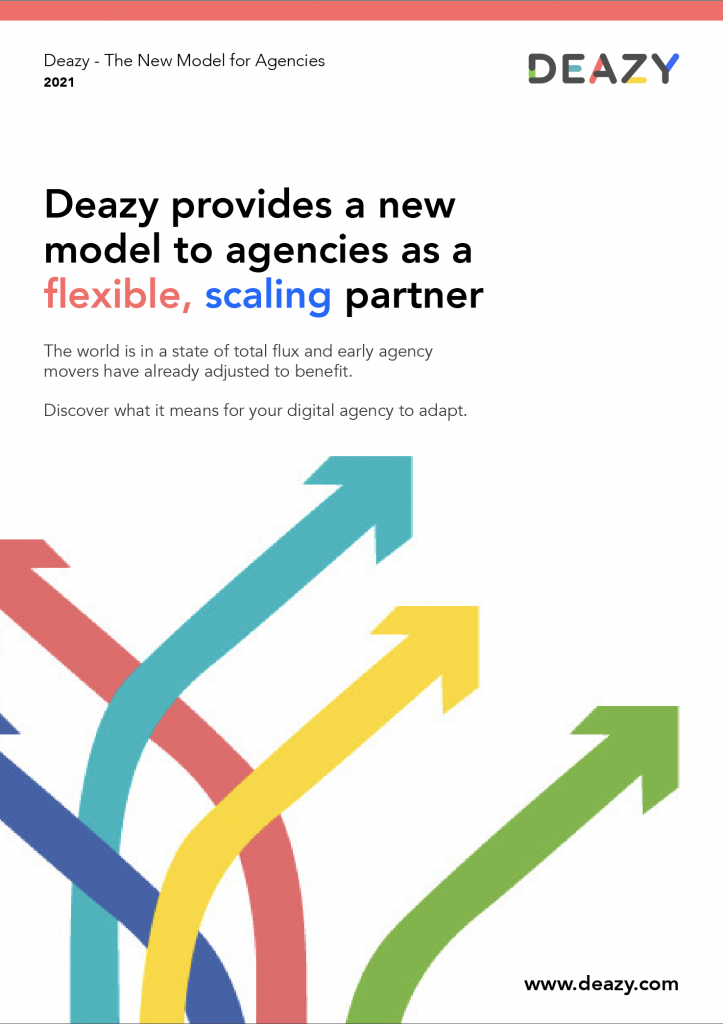 Deazy - The New Model for Agencies
2021
DEAZY
Deazy provides a new
model to agencies as a
flexible, scaling partner
The world is in a state of total flux and early agency
movers have already adjusted to benefit.
Discover what it means for your digital agency to adapt.
www.deazy.com